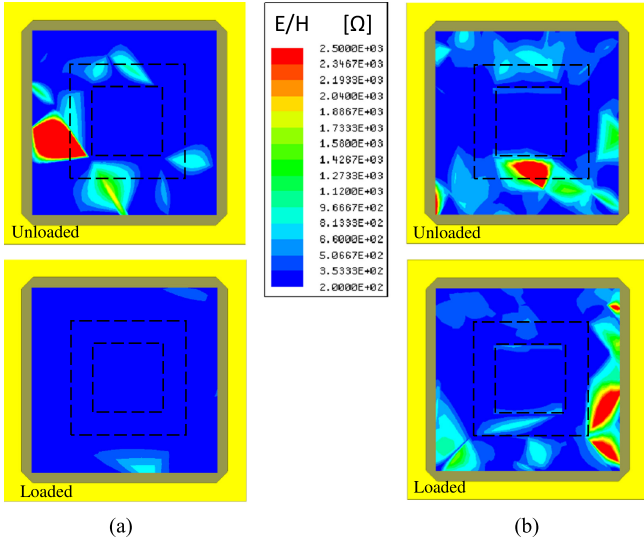 E/H [Ω]
2.5000E+03
2.3467E+03
2.1933E+03
2.0400E+03
1.8867E+03
1.7333E+03
1.5800E+03
1.4267E+03
1.2733E+03
1.1200E+03
9.6667E+02
8.1333E+02
6.6000E+02
5.0667E+02
3.5333E+02
2.0000E+02
Unloaded
Unloaded
Loaded
Loaded
(a)
(b)